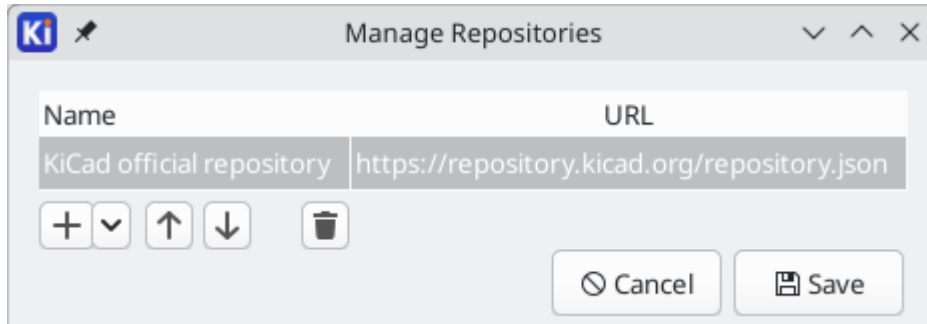 Ki Manage Repositories
Name URL
KiCad official repository https://repository.kicad.org/repository.json
Cancel Save